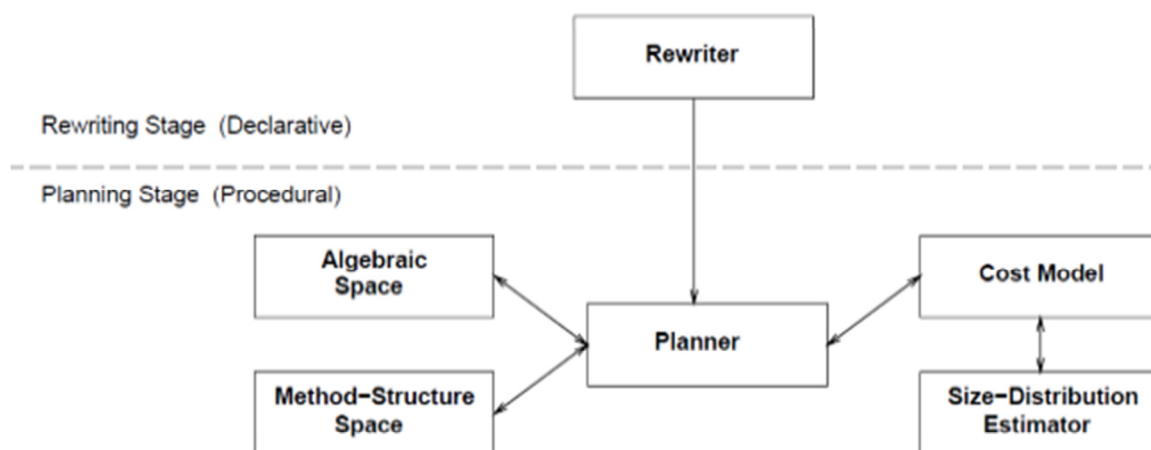 Rewriter
Rewriting Stage (Declarative)
Planning Stage (Procedural)
Algebraic
Space
Cost Model
Planner
Method−Structure
Space
Size−Distribution
Estimator